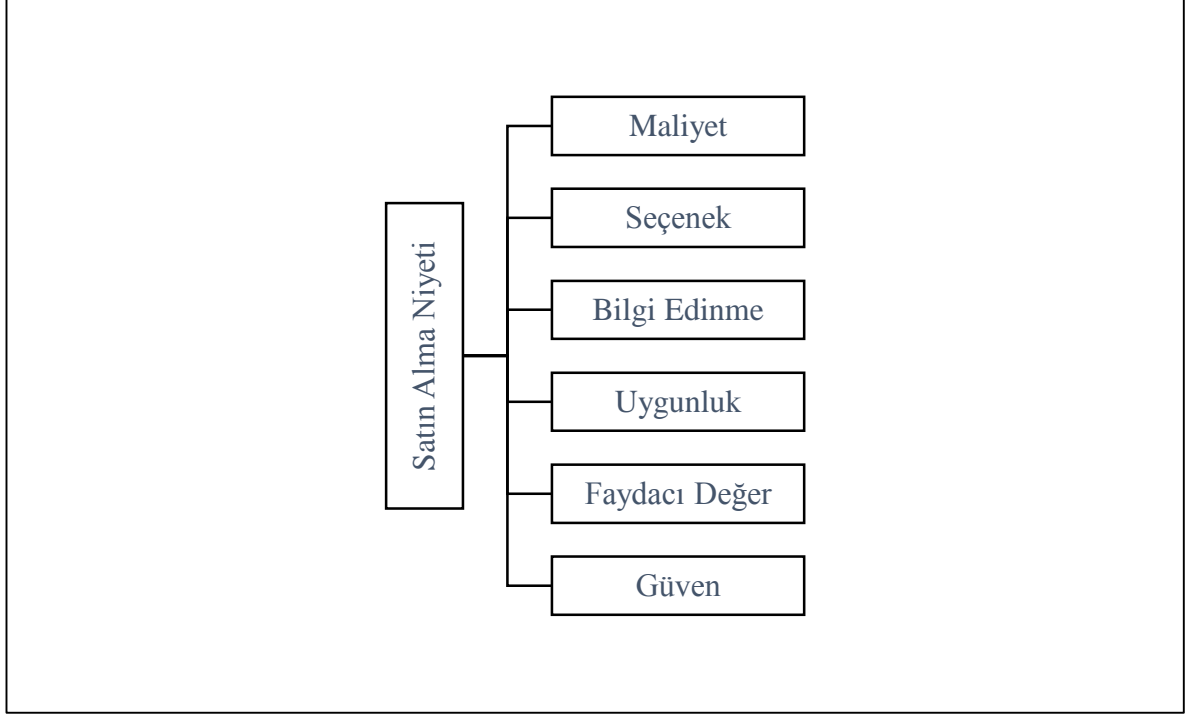 Satın Alma Niyeti
Maliyet
Seçenek
Bilgi Edinme
Uygunluk
Faydacı Değer
Güven